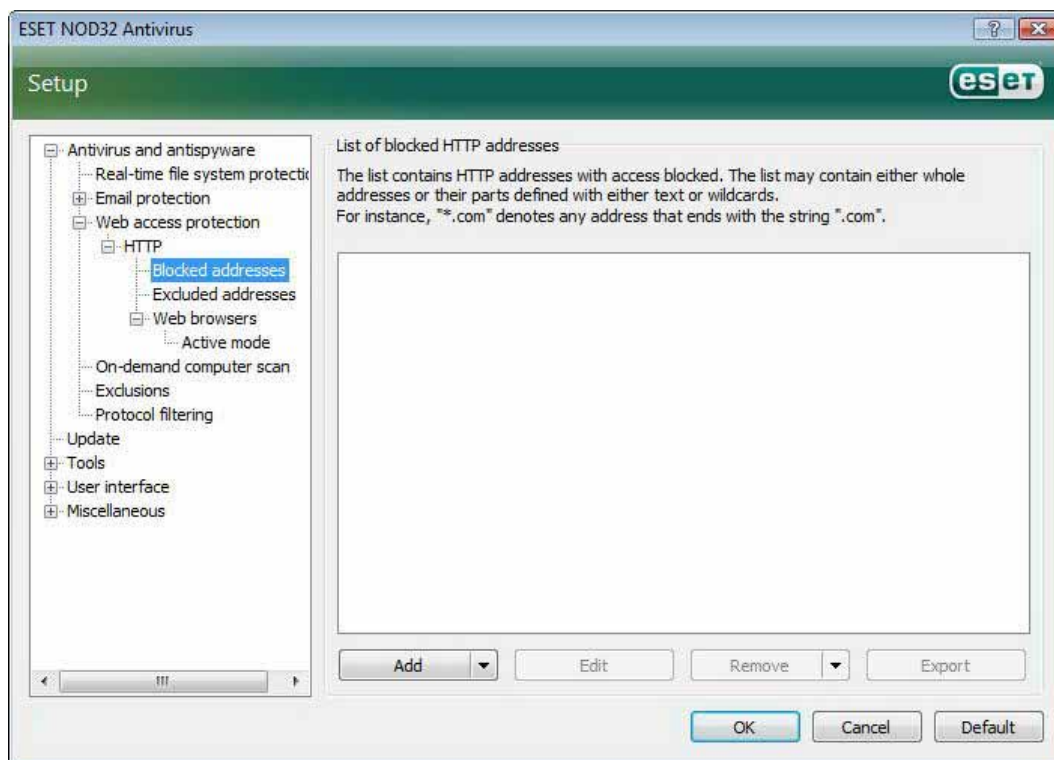 ESET NOD32 Antivirus
?
Setup
eset
Antivirus and antispyware
Real-time file system protectic
Email protection
Web access protection
HTTP
Blocked addresses
Excluded addresses
Web browsers
Active mode
On-demand computer scan
Exclusions
Protocol filtering
Update
Tools
User interface
Miscellaneous
List of blocked HTTP addresses
The list contains HTTP addresses with access blocked. The list may contain either whole
addresses or their parts defined with either text or wildcards.
For instance, "*.com" denotes any address that ends with the string ".com".
Add
Edit
Remove
Export
OK
Cancel
Default